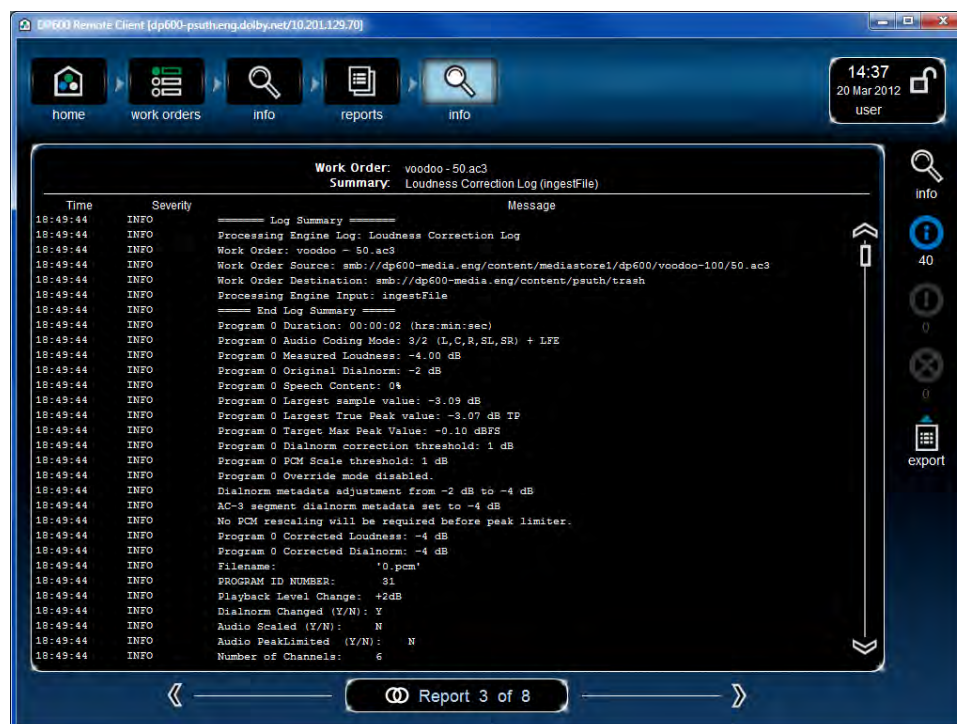 DP600 Remote Client [dp600-psuth.eng.dolby.net/10.201.129.70]
home
work orders
info
reports
info
14:37
20 Mar 2012
user
Work Order: voodoo - 50.ac3
Summary: Loudness Correction Log (ingestFile)
Time Severity Message
18:49:44 INFO ======= Log Summary =======
18:49:44 INFO Processing Engine Log: Loudness Correction Log
18:49:44 INFO Work Order: voodoo - 50.ac3
18:49:44 INFO Work Order Source: smb://dp600-media.eng/content/mediastore1/dp600/voodoo-100/50.ac3
18:49:44 INFO Work Order Destination: smb://dp600-media.eng/content/psuth/trash
18:49:44 INFO Processing Engine Input: ingestFile
18:49:44 INFO ===== End Log Summary =====
18:49:44 INFO Program 0 Duration: 00:00:02 (hrs:min:sec)
18:49:44 INFO Program 0 Audio Coding Mode: 3/2 (L,C,R,SL,SR) + LFE
18:49:44 INFO Program 0 Measured Loudness: -4.00 dB
18:49:44 INFO Program 0 Original Dialnorm: -2 dB
18:49:44 INFO Program 0 Speech Content: 0%
18:49:44 INFO Program 0 Largest sample value: -3.09 dB
18:49:44 INFO Program 0 Largest True Peak value: -3.07 dB TP
18:49:44 INFO Program 0 Target Max Peak Value: -0.10 dBFS
18:49:44 INFO Program 0 Dialnorm correction threshold: 1 dB
18:49:44 INFO Program 0 PCM Scale threshold: 1 dB
18:49:44 INFO Program 0 Override mode disabled.
18:49:44 INFO Dialnorm metadata adjustment from -2 dB to -4 dB
18:49:44 INFO AC-3 segment dialnorm metadata set to -4 dB
18:49:44 INFO No PCM rescaling will be required before peak limiter.
18:49:44 INFO Program 0 Corrected Loudness: -4 dB
18:49:44 INFO Program 0 Corrected Dialnorm: -4 dB
18:49:44 INFO Filename: '0.pcm'
18:49:44 INFO PROGRAM ID NUMBER: 31
18:49:44 INFO Playback Level Change: +2dB
18:49:44 INFO Dialnorm Changed (Y/N): Y
18:49:44 INFO Audio Scaled (Y/N): N
18:49:44 INFO Audio PeakLimited (Y/N): N
18:49:44 INFO Number of Channels: 6
info
40
0
0
export
Report 3 of 8